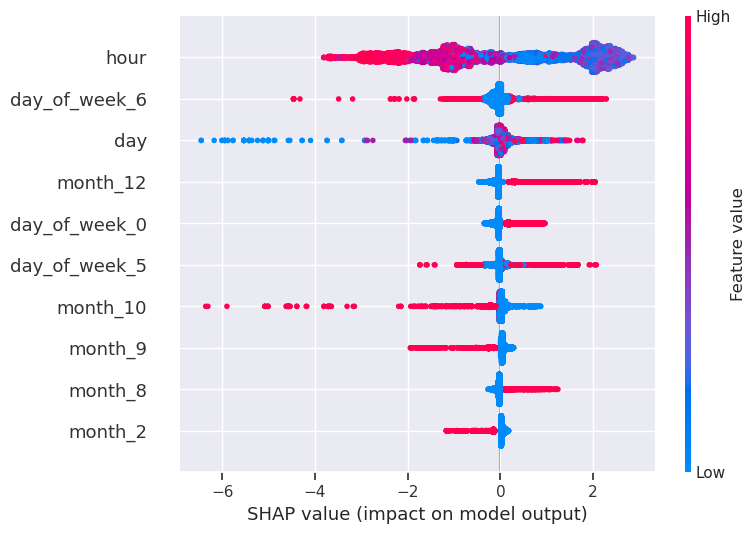 High
hour
day_of_week_6
day
month_12
day_of_week_0
day_of_week_5
month_10
month_9
month_8
month_2
Feature value
Low
−6 −4 −2 0 2
SHAP value (impact on model output)